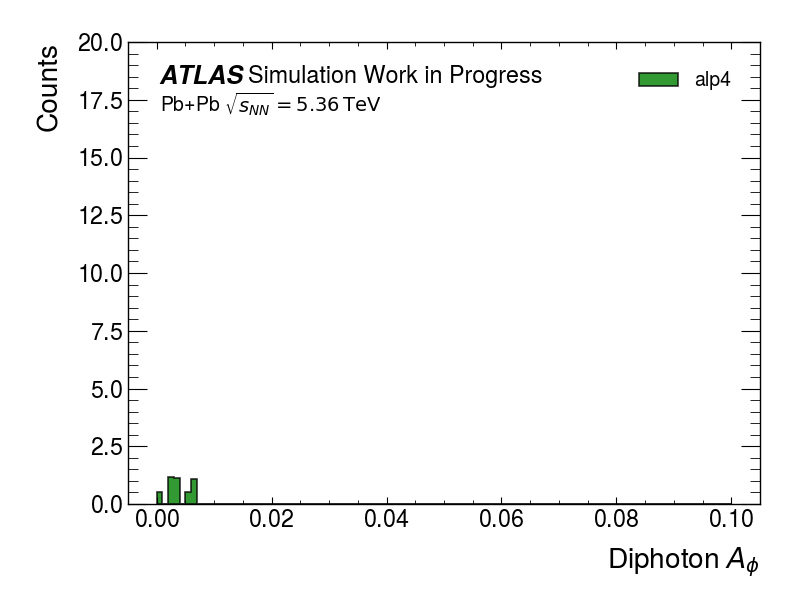 Counts
20.0
17.5
15.0
12.5
10.0
7.5
5.0
2.5
0.0
ATLAS Simulation Work in Progress
Pb+Pb √s_NN = 5.36 TeV
alp4
0.00 0.02 0.04 0.06 0.08 0.10
Diphoton A_ϕ